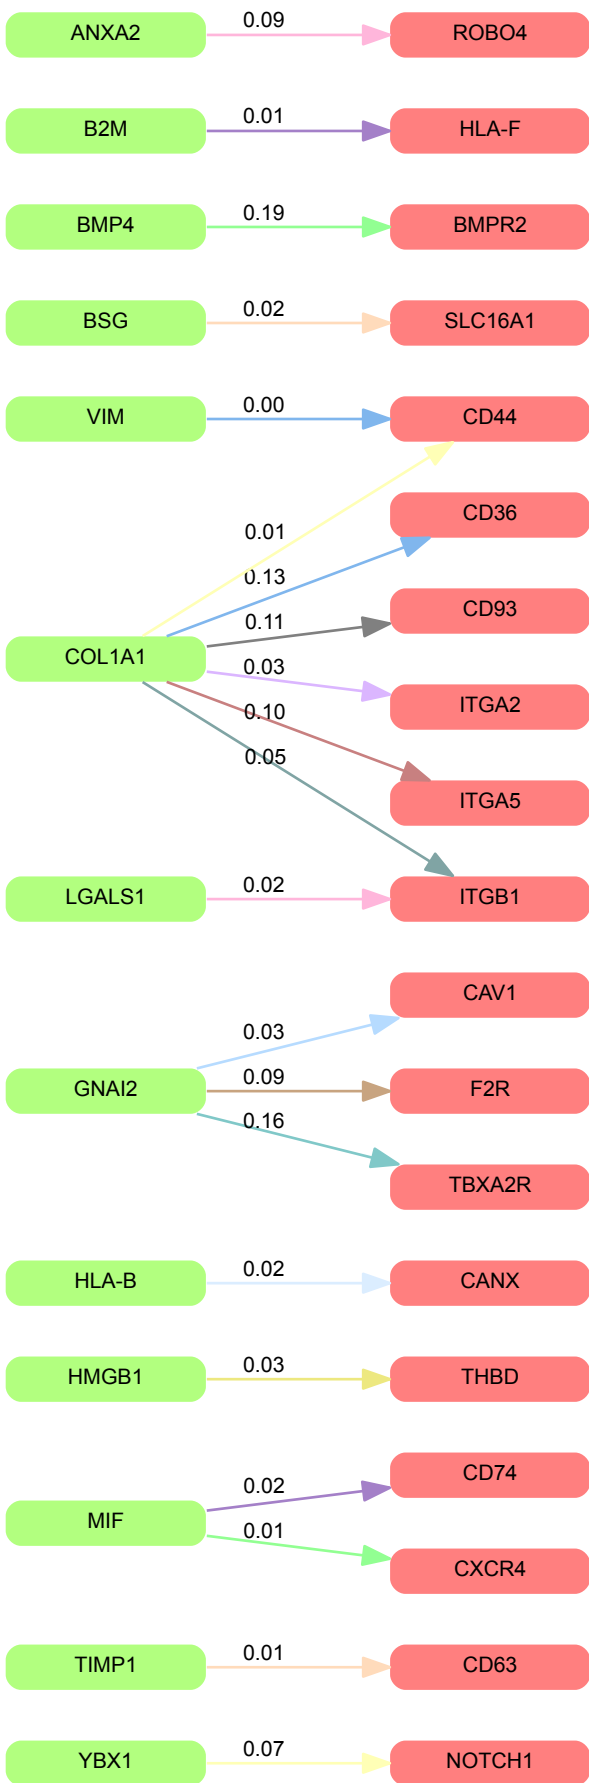 ANXA2 0.09 ROBO4
B2M 0.01 HLA-F
BMP4 0.19 BMPR2
BSG 0.02 SLC16A1
VIM 0.00 CD44
CD36
0.01
0.13
0.11 CD93
COL1A1 0.03 ITGA2
0.10
0.05
ITGA5
LGALS1 0.02 ITGB1
CAV1
0.03
GNAI2 0.09 F2R
0.16
TBXA2R
HLA-B 0.02 CANX
HMGB1 0.03 THBD
CD74
0.02
MIF
0.01
CXCR4
TIMP1 0.01 CD63
YBX1 0.07 NOTCH1